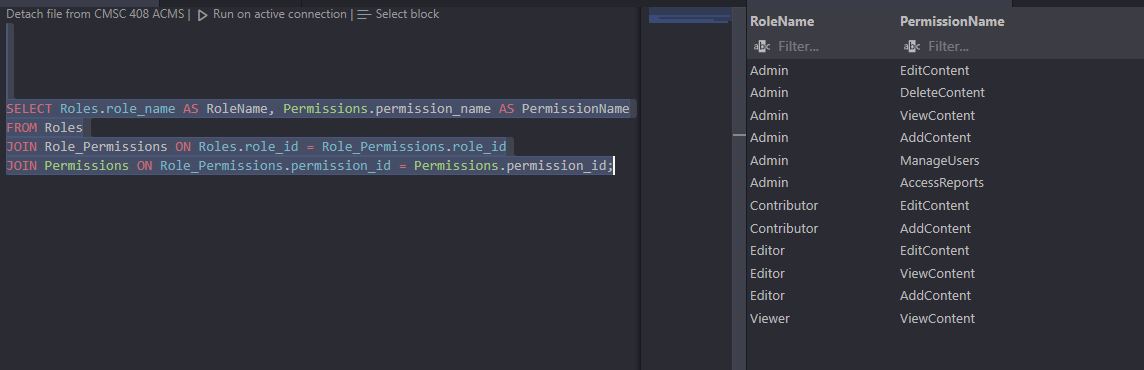 Detach file from CMSC 408 ACMS | Run on active connection | Select block
SELECT Roles.role_name AS RoleName, Permissions.permission_name AS PermissionName
FROM Roles
JOIN Role_Permissions ON Roles.role_id = Role_Permissions.role_id
JOIN Permissions ON Role_Permissions.permission_id = Permissions.permission_id;
RoleName PermissionName
abc Filter... abc Filter...
Admin EditContent
Admin DeleteContent
Admin ViewContent
Admin AddContent
Admin ManageUsers
Admin AccessReports
Contributor EditContent
Contributor AddContent
Editor EditContent
Editor ViewContent
Editor AddContent
Viewer ViewContent